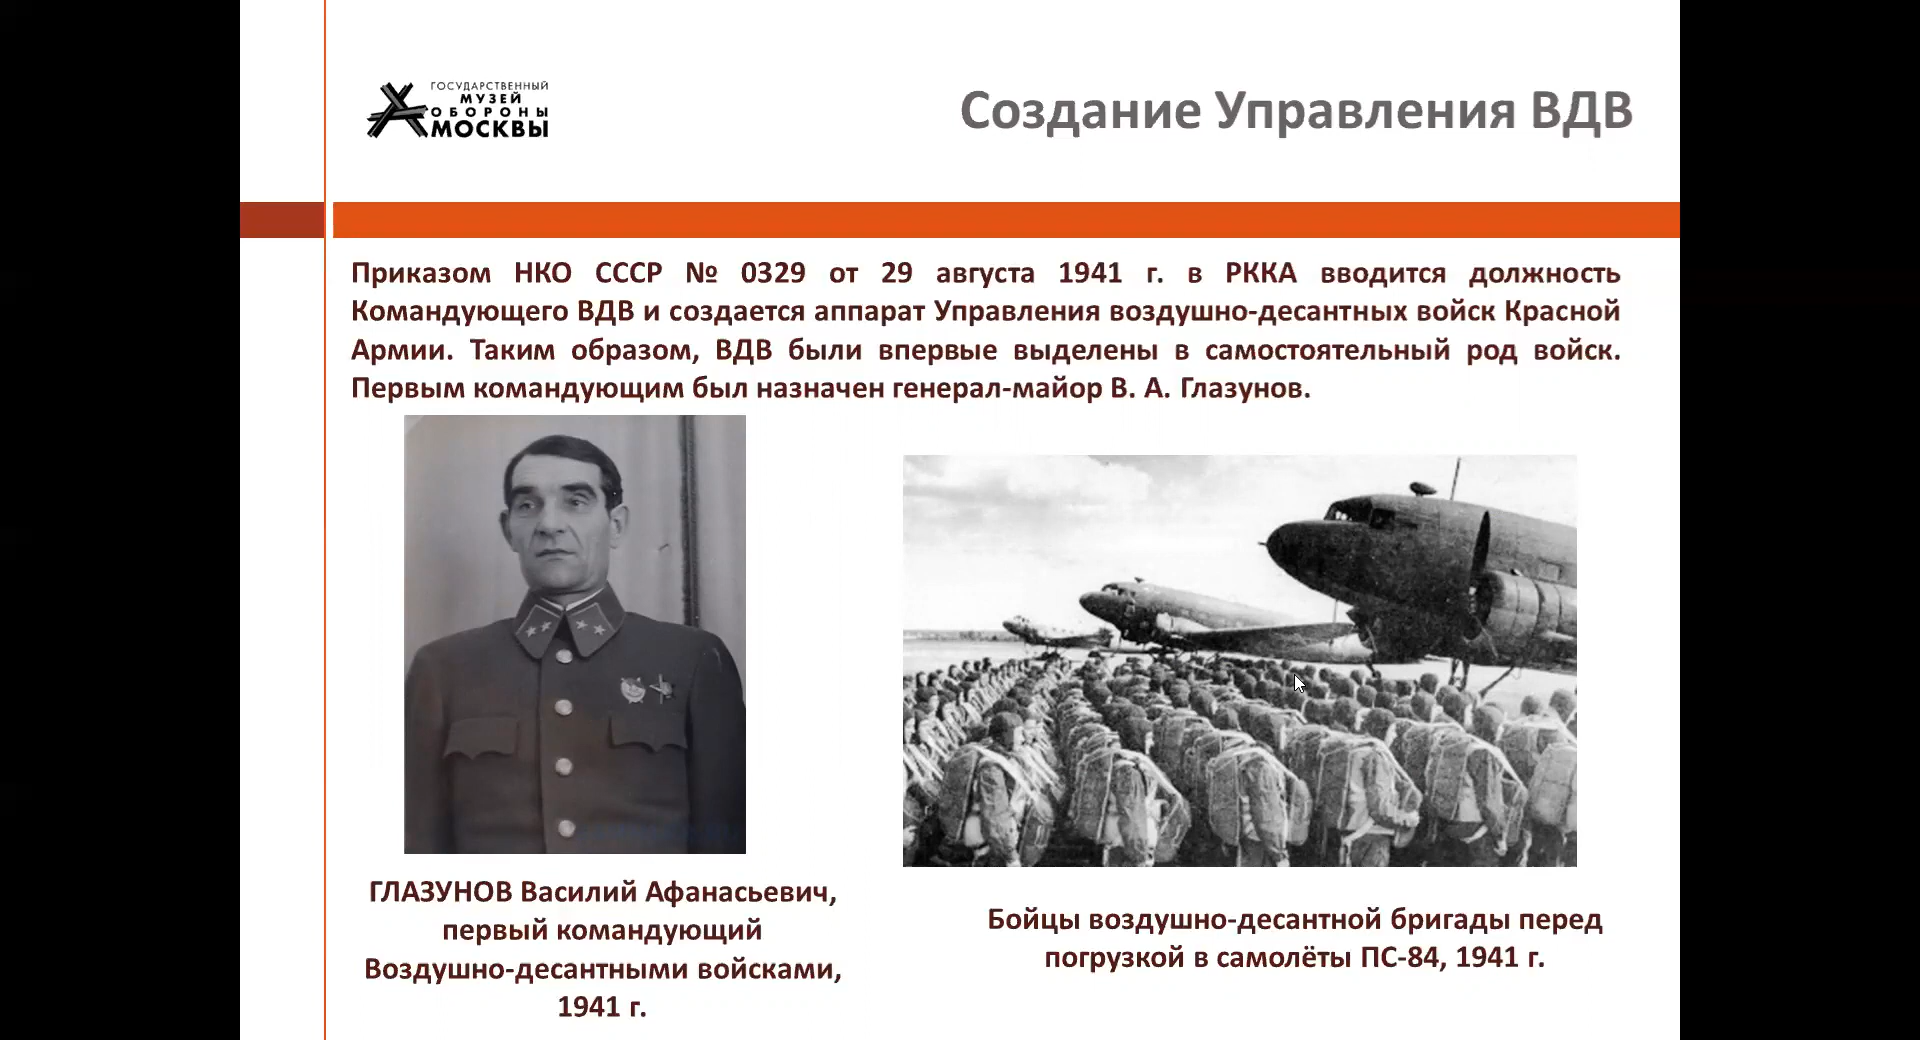 ГОСУДАРСТВЕННЫЙ
МУЗЕЙ
ОБОРОНЫ
МОСКВЫ
Создание Управления ВДВ
Приказом НКО СССР № 0329 от 29 августа 1941 г. в РККА вводится должность
Командующего ВДВ и создается аппарат Управления воздушно-десантных войск Красной
Армии. Таким образом, ВДВ были впервые выделены в самостоятельный род войск.
Первым командующим был назначен генерал-майор В. А. Глазунов.
ГЛАЗУНОВ Василий Афанасьевич,
первый командующий
Воздушно-десантными войсками,
1941 г.
Бойцы воздушно-десантной бригады перед
погрузкой в самолёты ПС-84, 1941 г.